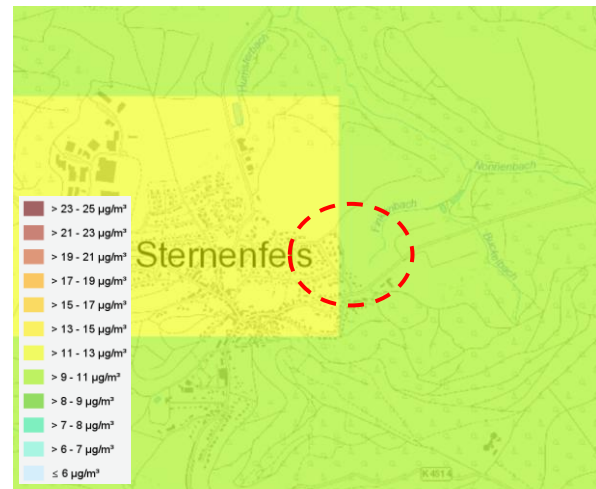 Humsterbach
Nonnenbach
Sternenfels
> 23 - 25 µg/m³
> 21 - 23 µg/m³
> 19 - 21 µg/m³
> 17 - 19 µg/m³
> 15 - 17 µg/m³
> 13 - 15 µg/m³
> 11 - 13 µg/m³
> 9 - 11 µg/m³
> 8 - 9 µg/m³
> 7 - 8 µg/m³
> 6 - 7 µg/m³
≤ 6 µg/m³